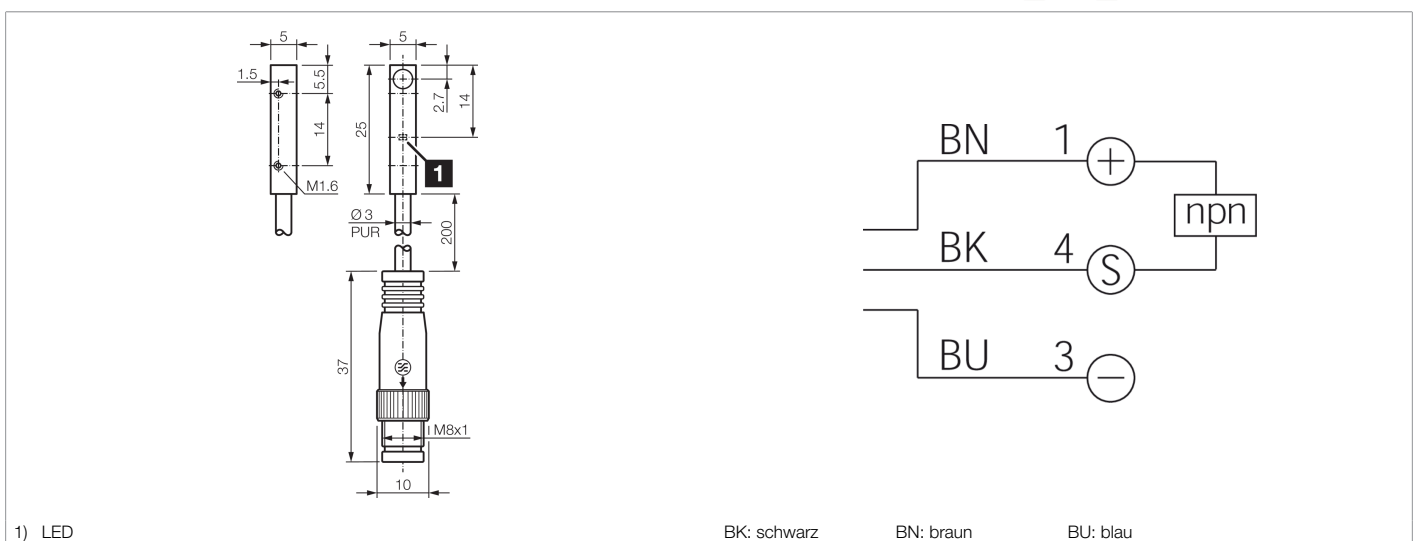 5
5
1.5
5.5
2.7
14
14
25
1
M1.6
Ø 3
PUR
200
37
M8x1
10
BN 1 +
npn
BK 4 S
BU 3 −
1) LED
BK: schwarz BN: braun BU: blau